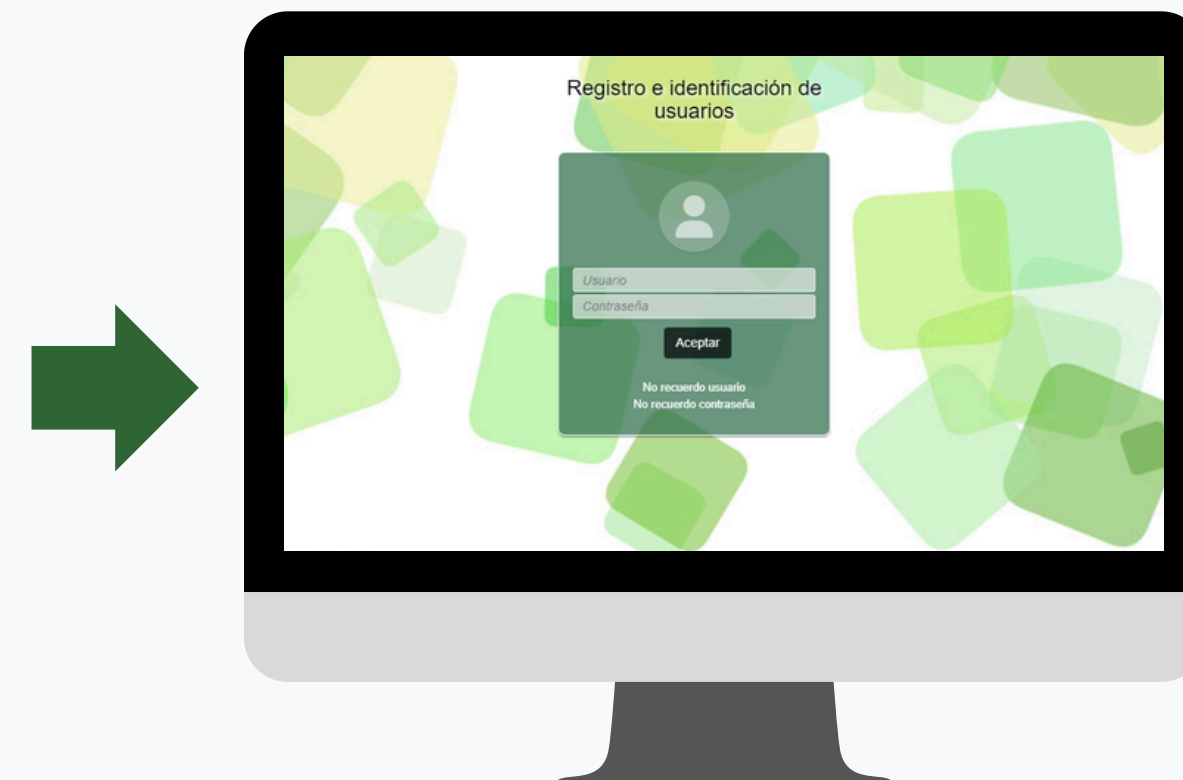 Registro e identificación de
usuarios
Usuario
Contraseña
Aceptar
No recuerdo usuario
No recuerdo contraseña